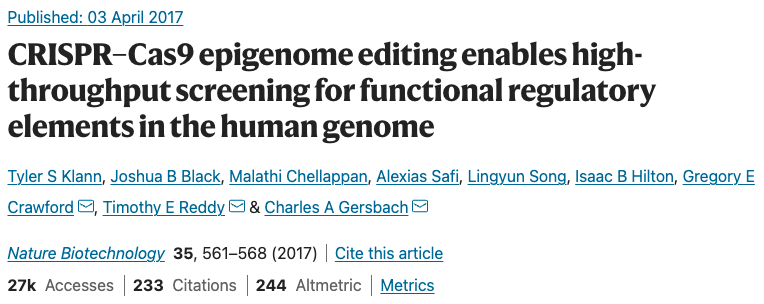 Published: 03 April 2017
CRISPR–Cas9 epigenome editing enables high-
throughput screening for functional regulatory
elements in the human genome
Tyler S Klann, Joshua B Black, Malathi Chellappan, Alexias Safi, Lingyun Song, Isaac B Hilton, Gregory E
Crawford, Timothy E Reddy & Charles A Gersbach
Nature Biotechnology 35, 561–568 (2017) | Cite this article
27k Accesses | 233 Citations | 244 Altmetric | Metrics